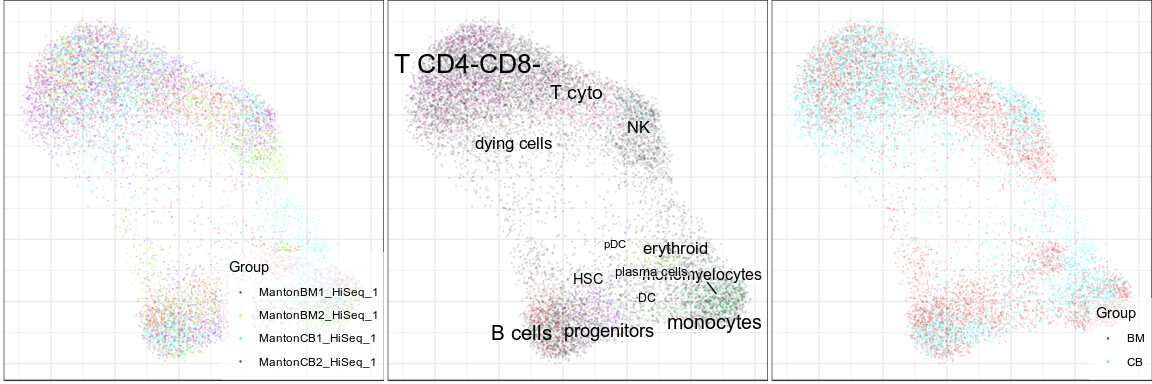 Group
MantonBM1_HiSeq_1
MantonBM2_HiSeq_1
MantonCB1_HiSeq_1
MantonCB2_HiSeq_1
T CD4-CD8-
T cyto
NK
dying cells
pDC
erythroid
plasma cells
HSC
DC
monocytes
B cells
progenitors
Group
BM
CB